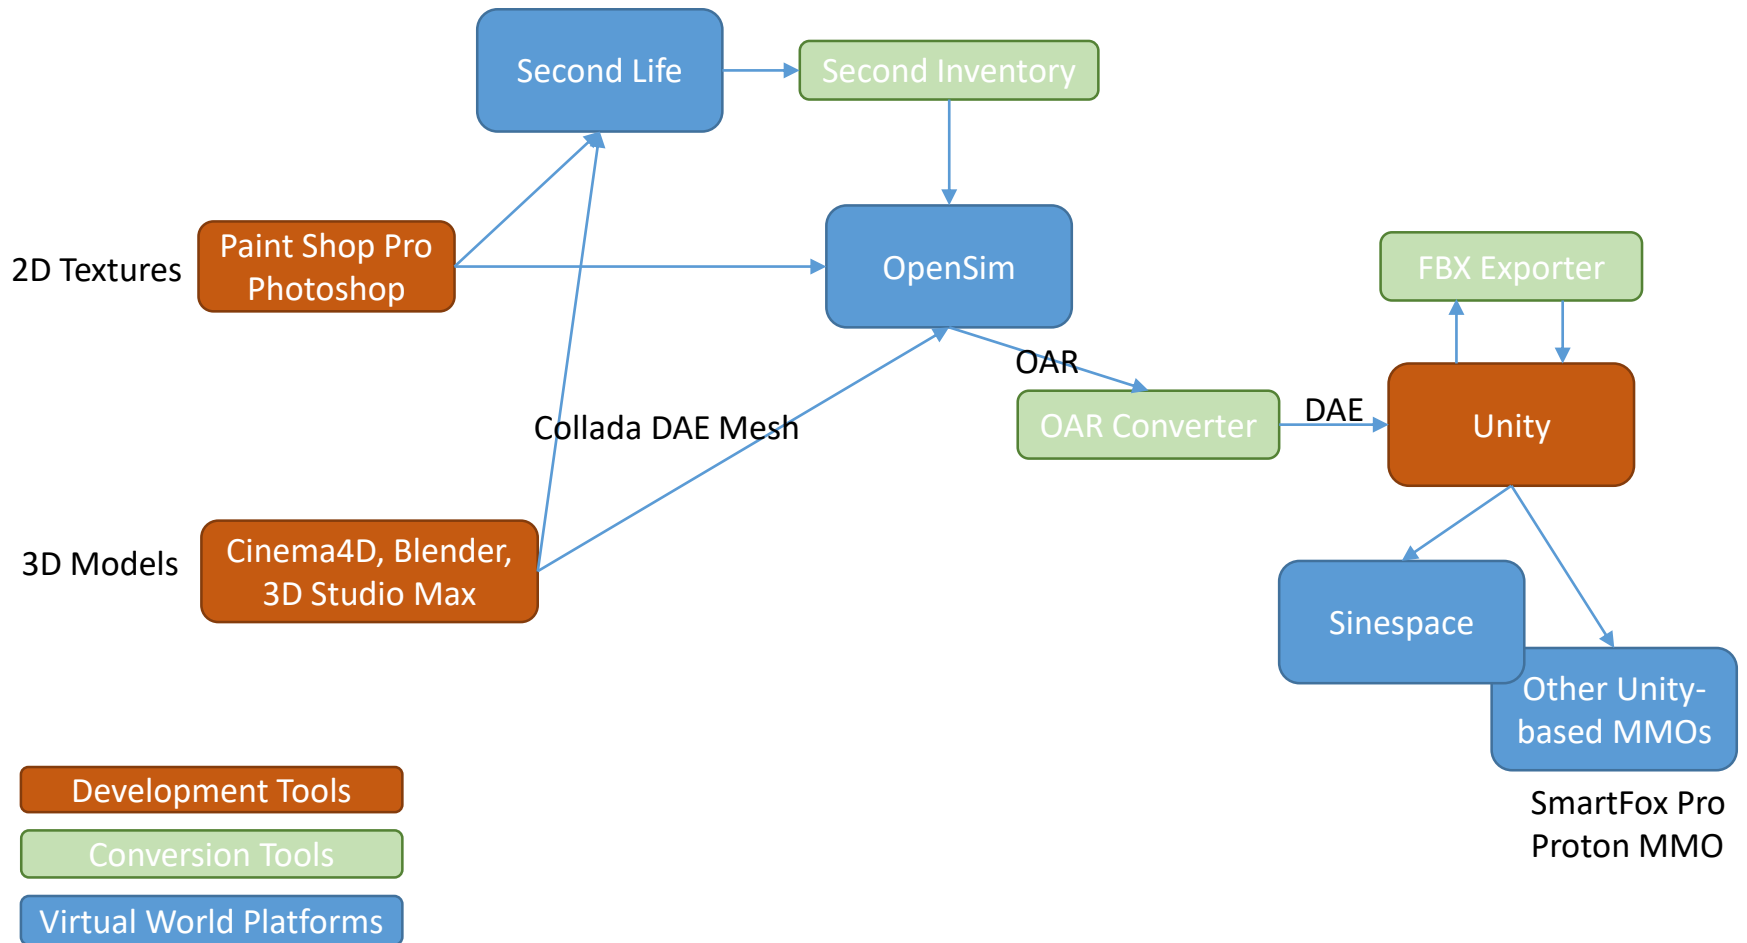 Second Life
Second Inventory
2D Textures
Paint Shop Pro
Photoshop
OpenSim
FBX Exporter
OAR
Collada DAE Mesh
OAR Converter
DAE
Unity
3D Models
Cinema4D, Blender,
3D Studio Max
Sinespace
Other Unity-
based MMOs
SmartFox Pro
Proton MMO
Development Tools
Conversion Tools
Virtual World Platforms